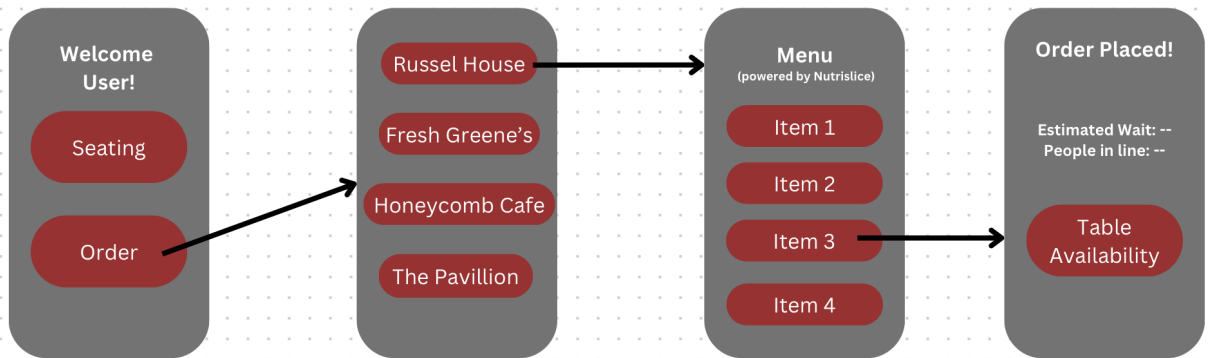 Welcome
User!
Seating
Order
Russel House
Fresh Greene’s
Honeycomb Cafe
The Pavillion
Menu
(powered by Nutrislice)
Item 1
Item 2
Item 3
Item 4
Order Placed!
Estimated Wait: --
People in line: --
Table
Availability